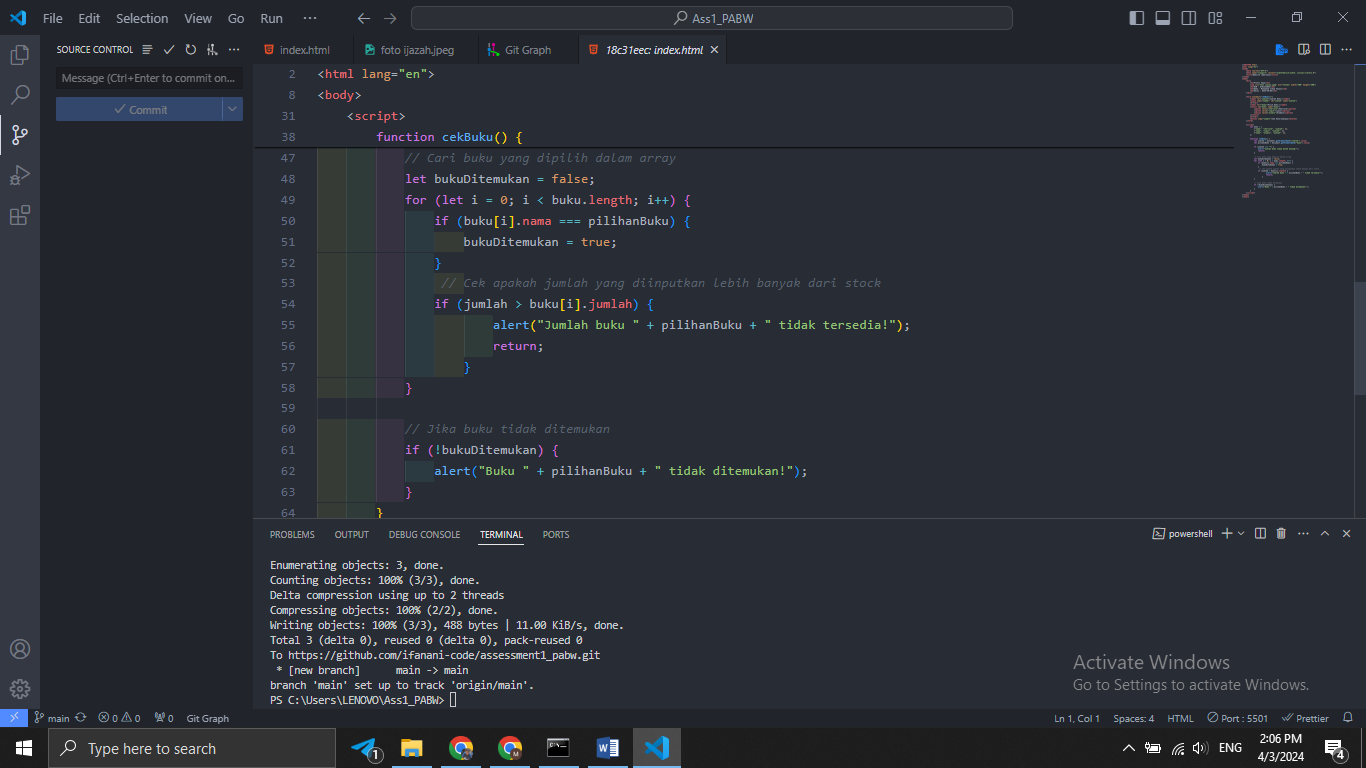 File Edit Selection View Go Run ··· Ass1_PABW
SOURCE CONTROL
index.html foto ijazah.jpeg Git Graph 18c31eec: index.html
Message (Ctrl+Enter to commit on...
Commit
2 <html lang="en">
8 <body>
31 <script>
38 function cekBuku() {
47 // Cari buku yang dipilih dalam array
48 let bukuDitemukan = false;
49 for (let i = 0; i < buku.length; i++) {
50 if (buku[i].nama === pilihanBuku) {
51 bukuDitemukan = true;
52 }
53 // Cek apakah jumlah yang diinputkan lebih banyak dari stock
54 if (jumlah > buku[i].jumlah) {
55 alert("Jumlah buku " + pilihanBuku + " tidak tersedia!");
56 return;
57 }
58 }
59
60 // Jika buku tidak ditemukan
61 if (!bukuDitemukan) {
62 alert("Buku " + pilihanBuku + " tidak ditemukan!");
63 }
64 }
PROBLEMS OUTPUT DEBUG CONSOLE TERMINAL PORTS powershell
Enumerating objects: 3, done.
Counting objects: 100% (3/3), done.
Delta compression using up to 2 threads
Compressing objects: 100% (2/2), done.
Writing objects: 100% (3/3), 488 bytes | 11.00 KiB/s, done.
Total 3 (delta 0), reused 0 (delta 0), pack-reused 0
To https://github.com/ifanani-code/assessment1_pabw.git
* [new branch] main -> main
branch 'main' set up to track 'origin/main'.
PS C:\Users\LENOVO\Ass1_PABW>
Activate Windows
Go to Settings to activate Windows.
main 0 0 0 Git Graph Ln 1, Col 1 Spaces: 4 HTML Port : 5501 Prettier
Type here to search 1 ENG 2:06 PM
4/3/2024 4